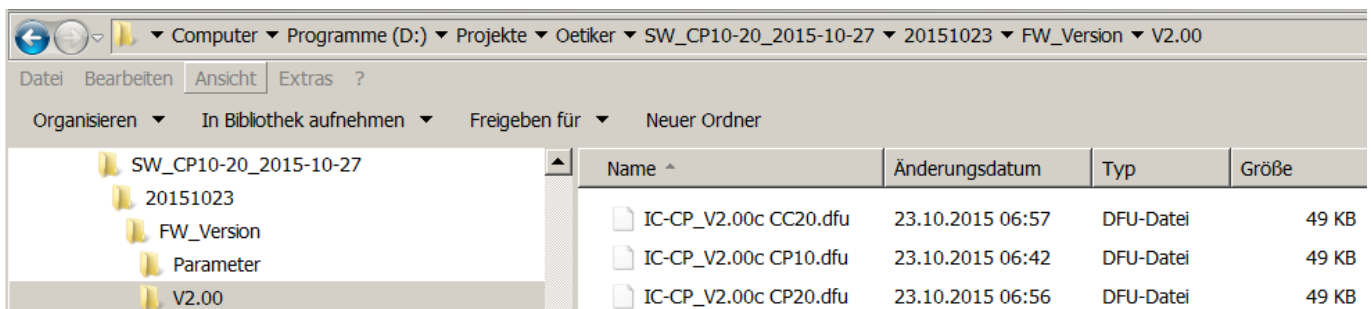 Computer Programme (D:) Projekte Oetiker SW_CP10-20_2015-10-27 20151023 FW_Version V2.00
Datei Bearbeiten Ansicht Extras ?
Organisieren In Bibliothek aufnehmen Freigeben für Neuer Ordner
SW_CP10-20_2015-10-27
20151023
FW_Version
Parameter
V2.00
Name Änderungsdatum Typ Größe
IC-CP_V2.00c CC20.dfu 23.10.2015 06:57 DFU-Datei 49 KB
IC-CP_V2.00c CP10.dfu 23.10.2015 06:42 DFU-Datei 49 KB
IC-CP_V2.00c CP20.dfu 23.10.2015 06:56 DFU-Datei 49 KB